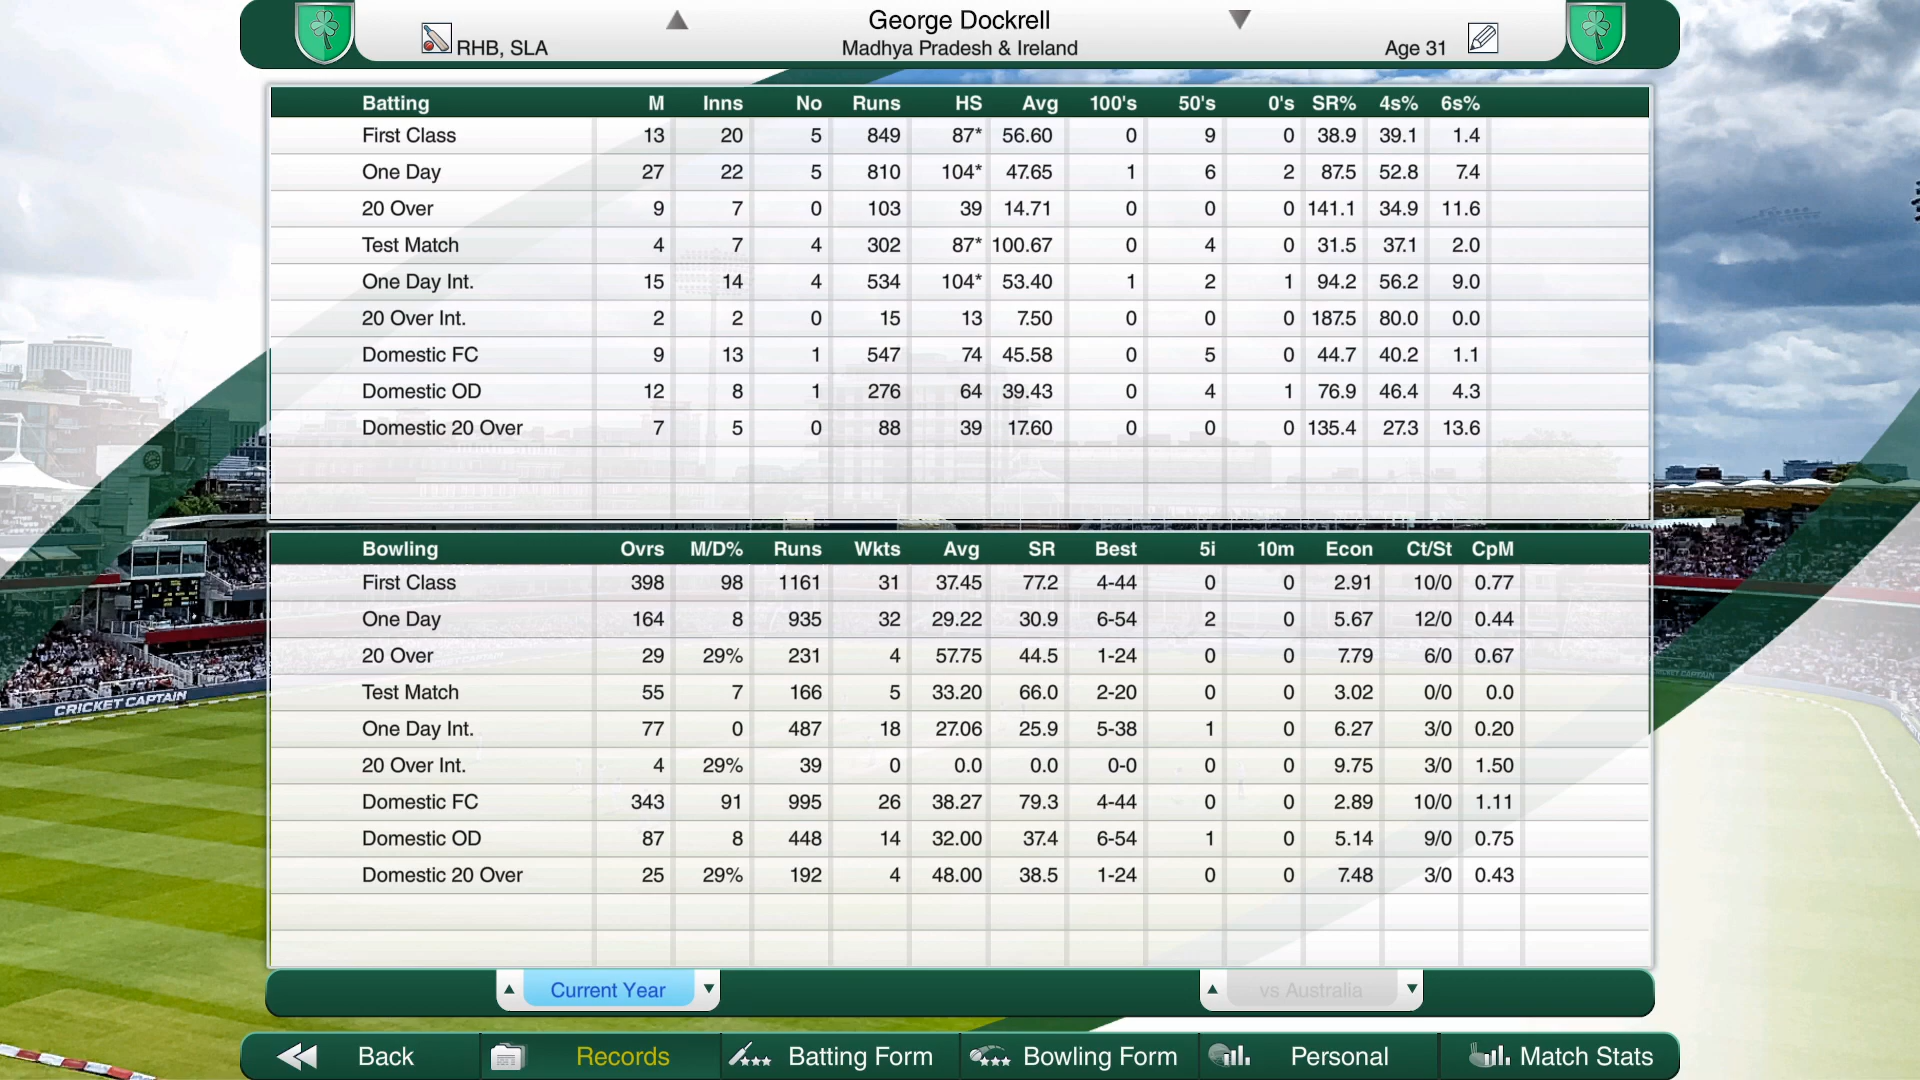 George Dockrell
RHB, SLA Madhya Pradesh & Ireland Age 31
Batting M Inns No Runs HS Avg 100's 50's 0's SR% 4s% 6s%
First Class 13 20 5 849 87* 56.60 0 9 0 38.9 39.1 1.4
One Day 27 22 5 810 104* 47.65 1 6 2 87.5 52.8 7.4
20 Over 9 7 0 103 39 14.71 0 0 0 141.1 34.9 11.6
Test Match 4 7 4 302 87* 100.67 0 4 0 31.5 37.1 2.0
One Day Int. 15 14 4 534 104* 53.40 1 2 1 94.2 56.2 9.0
20 Over Int. 2 2 0 15 13 7.50 0 0 0 187.5 80.0 0.0
Domestic FC 9 13 1 547 74 45.58 0 5 0 44.7 40.2 1.1
Domestic OD 12 8 1 276 64 39.43 0 4 1 76.9 46.4 4.3
Domestic 20 Over 7 5 0 88 39 17.60 0 0 0 135.4 27.3 13.6
Bowling Ovrs M/D% Runs Wkts Avg SR Best 5i 10m Econ Ct/St CpM
First Class 398 98 1161 31 37.45 77.2 4-44 0 0 2.91 10/0 0.77
One Day 164 8 935 32 29.22 30.9 6-54 2 0 5.67 12/0 0.44
20 Over 29 29% 231 4 57.75 44.5 1-24 0 0 7.79 6/0 0.67
Test Match 55 7 166 5 33.20 66.0 2-20 0 0 3.02 0/0 0.0
One Day Int. 77 0 487 18 27.06 25.9 5-38 1 0 6.27 3/0 0.20
20 Over Int. 4 29% 39 0 0.0 0.0 0-0 0 0 9.75 3/0 1.50
Domestic FC 343 91 995 26 38.27 79.3 4-44 0 0 2.89 10/0 1.11
Domestic OD 87 8 448 14 32.00 37.4 6-54 1 0 5.14 9/0 0.75
Domestic 20 Over 25 29% 192 4 48.00 38.5 1-24 0 0 7.48 3/0 0.43
CRICKET CAPTAIN
CRICKET CAPTAIN
Current Year vs Australia
Back Records Batting Form Bowling Form Personal Match Stats